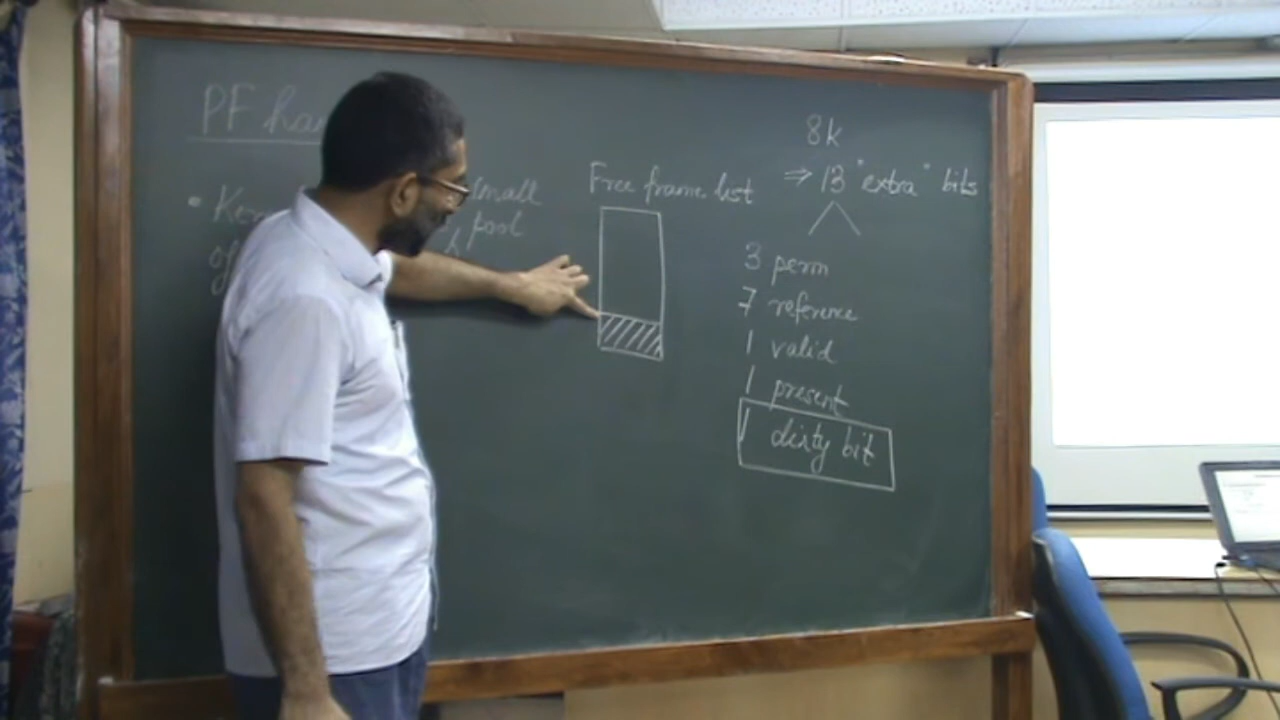 PF
• Ke small
of pool
Free frame list
8k
⇒ 13 "extra" bits
3 perm
7 reference
1 valid
1 present
1 dirty bit